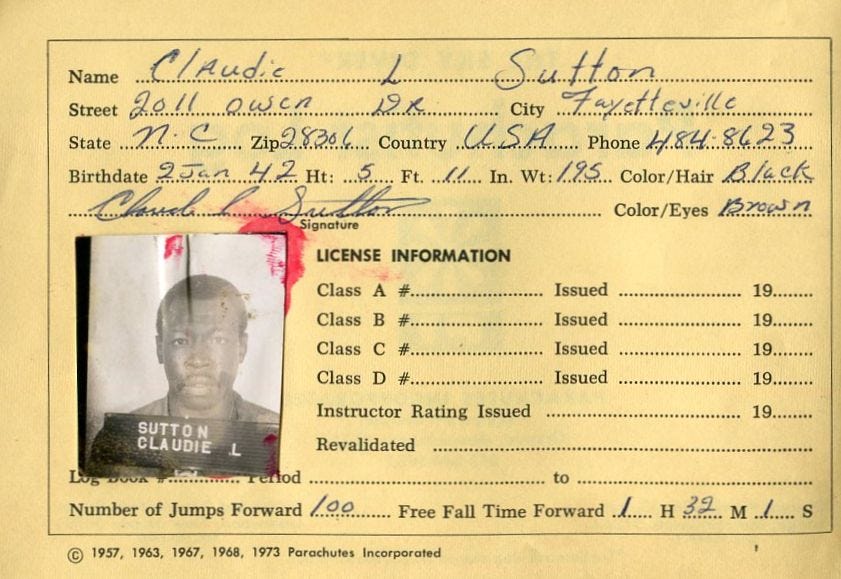 Name Claudie L Sutton
Street 2011 Owen DR City Fayetteville
State N.C Zip 28306 Country USA Phone 484-8623
Birthdate 2 Jan 42 Ht: 5 Ft. 11 In. Wt: 195 Color/Hair Black
Claude L Sutton Color/Eyes Brown
Signature
LICENSE INFORMATION
Class A # Issued 19
Class B # Issued 19
Class C # Issued 19
Class D # Issued 19
Instructor Rating Issued 19
SUTTON
CLAUDIE L
Revalidated
Log Book # Period to
Number of Jumps Forward 100 Free Fall Time Forward 1 H 32 M 1 S
© 1957, 1963, 1967, 1968, 1973 Parachutes Incorporated